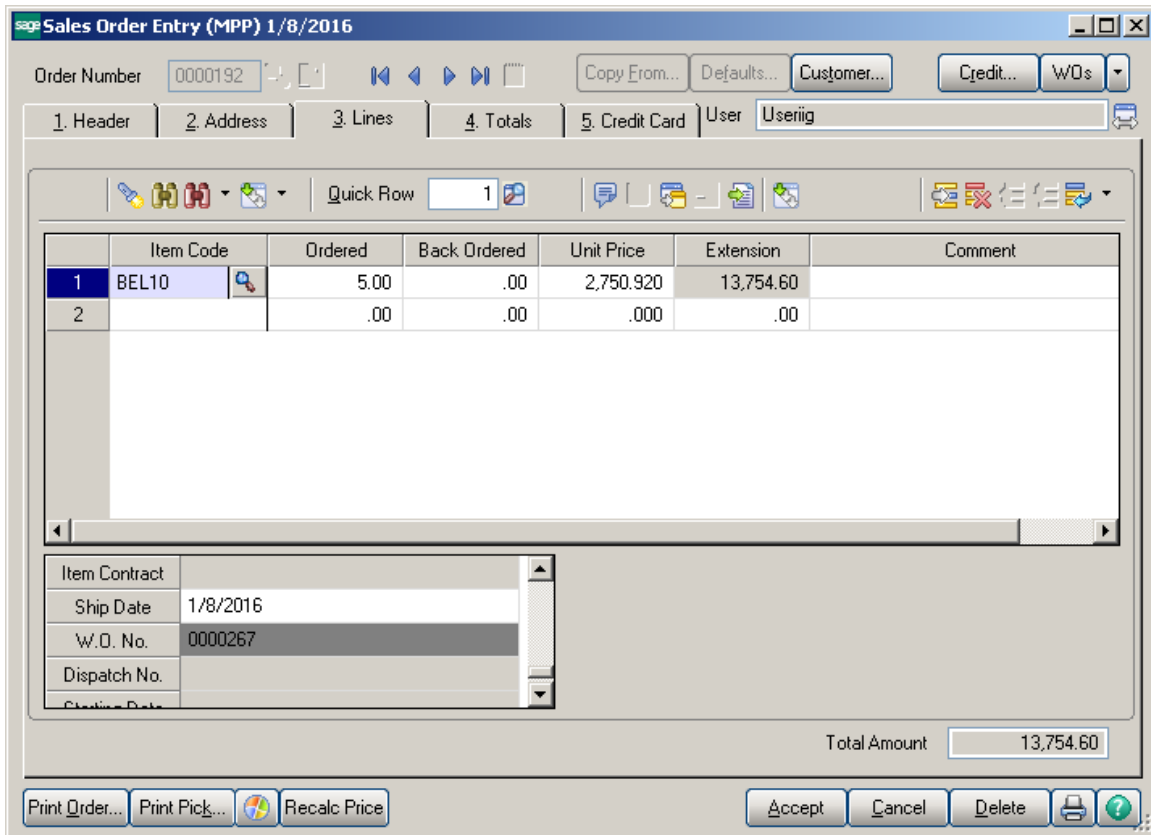 sage Sales Order Entry (MPP) 1/8/2016
Order Number 0000192 Copy From... Defaults... Customer... Credit... WOs
1. Header 2. Address 3. Lines 4. Totals 5. Credit Card User Useriig
Quick Row 1
Item Code Ordered Back Ordered Unit Price Extension Comment
1 BEL10 5.00 .00 2,750.920 13,754.60
2 .00 .00 .000 .00
Item Contract
Ship Date 1/8/2016
W.O. No. 0000267
Dispatch No.
Starting Date
Total Amount 13,754.60
Print Order... Print Pick... Recalc Price Accept Cancel Delete